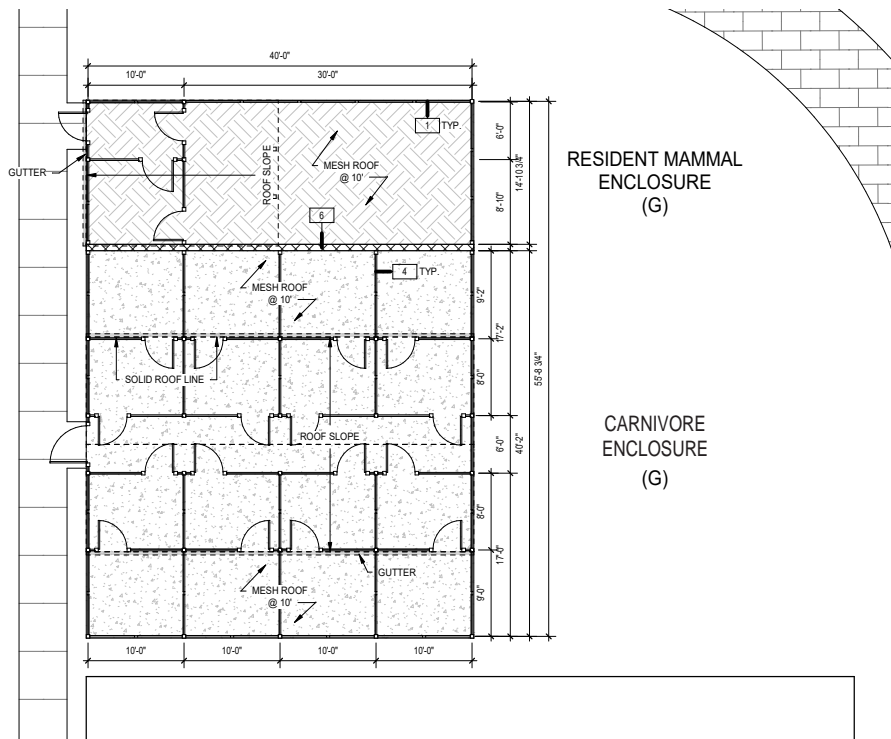 40'-0"
10'-0"
30'-0"
1
TYP.
6'-0"
14'-10 3/4"
8'-10"
GUTTER
ROOF SLOPE
MESH ROOF
@ 10'
RESIDENT MAMMAL
ENCLOSURE
(G)
6
4
TYP.
MESH ROOF
@ 10'
9'-2"
17'-2"
8'-0"
SOLID ROOF LINE
55'-8 3/4"
ROOF SLOPE
6'-0"
40'-2"
CARNIVORE
ENCLOSURE
(G)
8'-0"
17'-0"
GUTTER
MESH ROOF
@ 10'
9'-0"
10'-0"
10'-0"
10'-0"
10'-0"